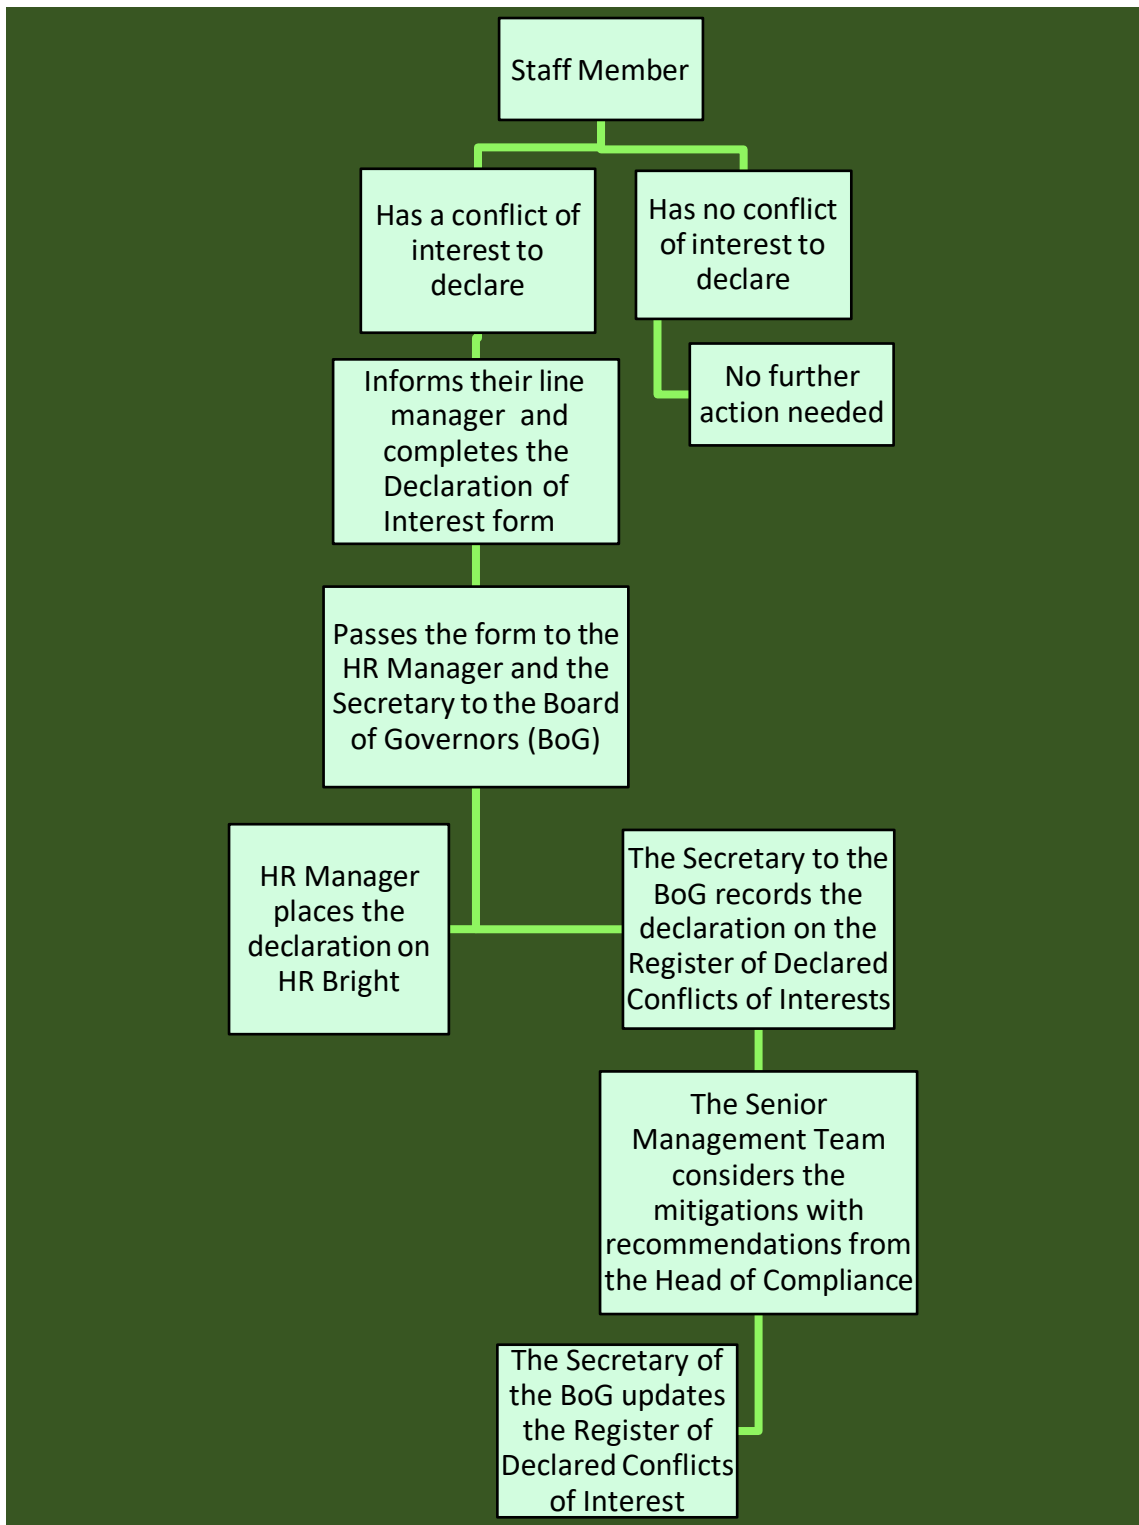 Staff Member
Has a conflict of
interest to
declare
Has no conflict
of interest to
declare
No further
action needed
Informs their line
manager and
completes the
Declaration of
Interest form
Passes the form to the
HR Manager and the
Secretary to the Board
of Governors (BoG)
HR Manager
places the
declaration on
HR Bright
The Secretary to the
BoG records the
declaration on the
Register of Declared
Conflicts of Interests
The Senior
Management Team
considers the
mitigations with
recommendations from
the Head of Compliance
The Secretary of
the BoG updates
the Register of
Declared Conflicts
of Interest